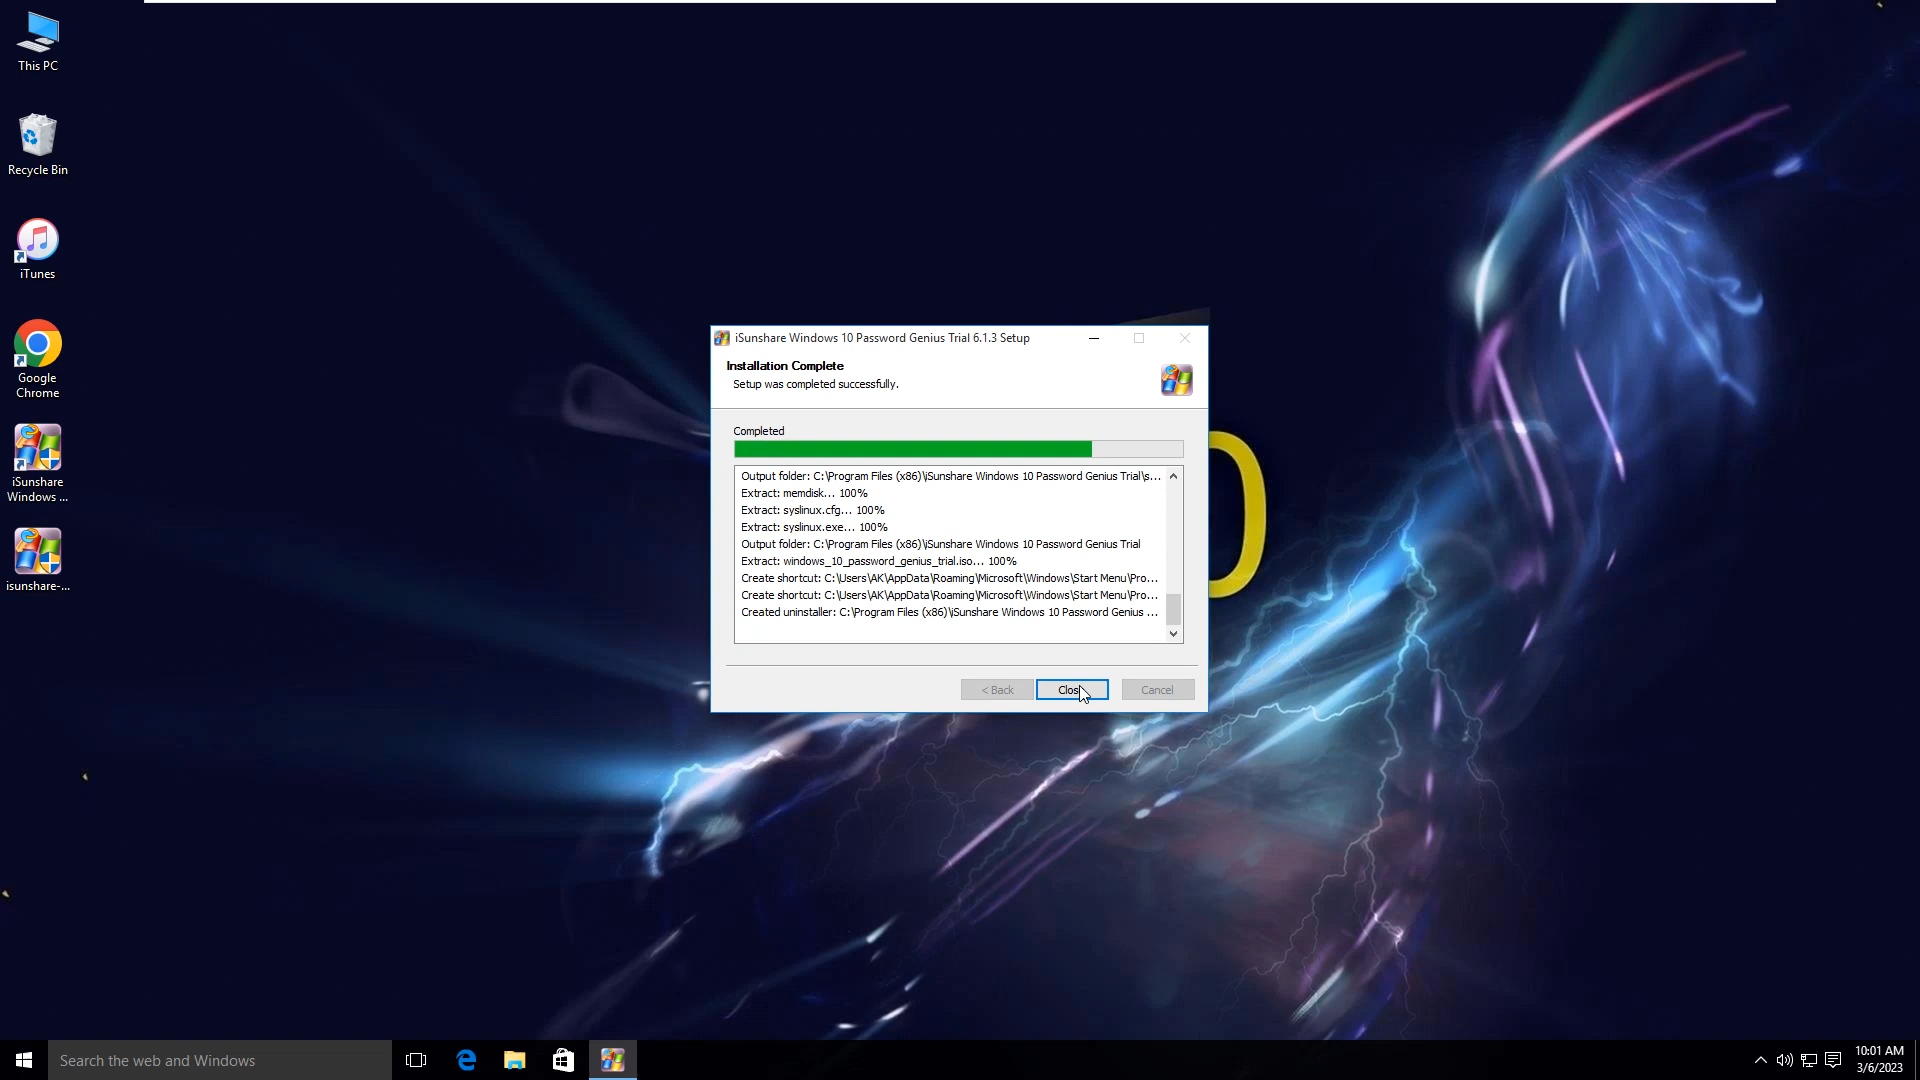 This PC
Recycle Bin
iTunes
Google
Chrome
iSunshare
Windows ...
isunshare-...
iSunshare Windows 10 Password Genius Trial 6.1.3 Setup
Installation Complete
Setup was completed successfully.
Completed
Output folder: C:\Program Files (x86)\iSunshare Windows 10 Password Genius Trial\s...
Extract: memdisk... 100%
Extract: syslinux.cfg... 100%
Extract: syslinux.exe... 100%
Output folder: C:\Program Files (x86)\iSunshare Windows 10 Password Genius Trial
Extract: windows_10_password_genius_trial.iso... 100%
Create shortcut: C:\Users\AK\AppData\Roaming\Microsoft\Windows\Start Menu\Pro...
Create shortcut: C:\Users\AK\AppData\Roaming\Microsoft\Windows\Start Menu\Pro...
Created uninstaller: C:\Program Files (x86)\iSunshare Windows 10 Password Genius ...
< Back
Close
Cancel
Search the web and Windows
10:01 AM
3/6/2023